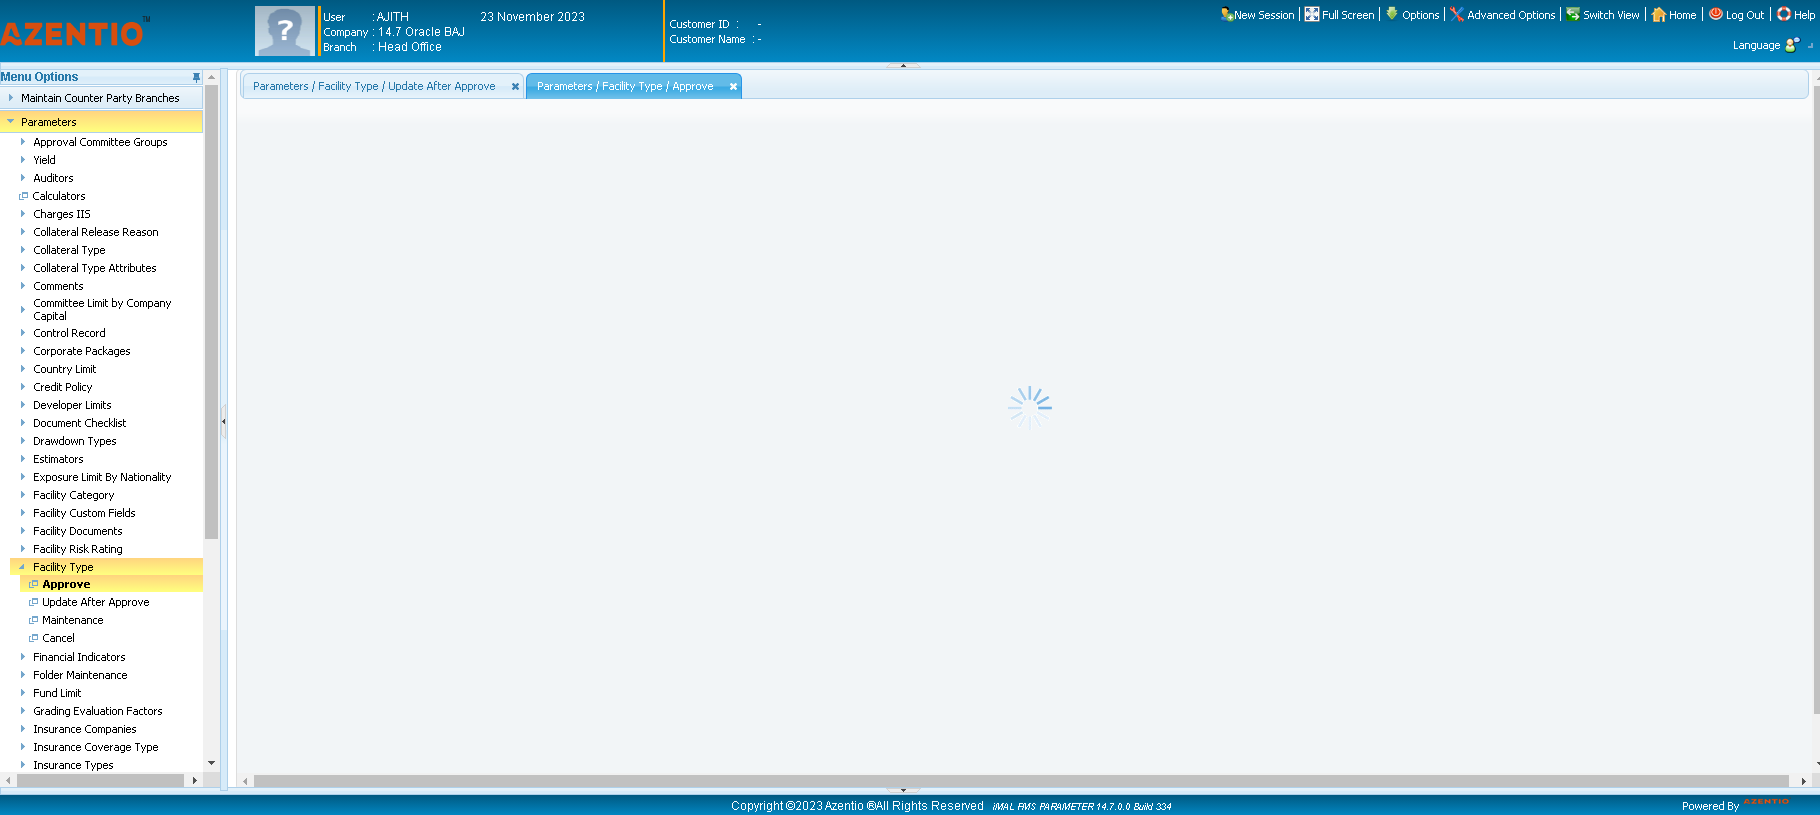 AZENTIO™
User : AJITH 23 November 2023
Company : 14.7 Oracle BAJ
Branch : Head Office
Customer ID : -
Customer Name : -
New Session | Full Screen | Options | Advanced Options | Switch View | Home | Log Out | Help
Language
Menu Options
Maintain Counter Party Branches
Parameters
Approval Committee Groups
Yield
Auditors
Calculators
Charges IIS
Collateral Release Reason
Collateral Type
Collateral Type Attributes
Comments
Committee Limit by Company
Capital
Control Record
Corporate Packages
Country Limit
Credit Policy
Developer Limits
Document Checklist
Drawdown Types
Estimators
Exposure Limit By Nationality
Facility Category
Facility Custom Fields
Facility Documents
Facility Risk Rating
Facility Type
Approve
Update After Approve
Maintenance
Cancel
Financial Indicators
Folder Maintenance
Fund Limit
Grading Evaluation Factors
Insurance Companies
Insurance Coverage Type
Insurance Types
Parameters / Facility Type / Update After Approve
Parameters / Facility Type / Approve
Copyright ©2023 Azentio ®All Rights Reserved iMAL PMS PARAMETER 14.7.0.0 Build 334
Powered By AZENTIO